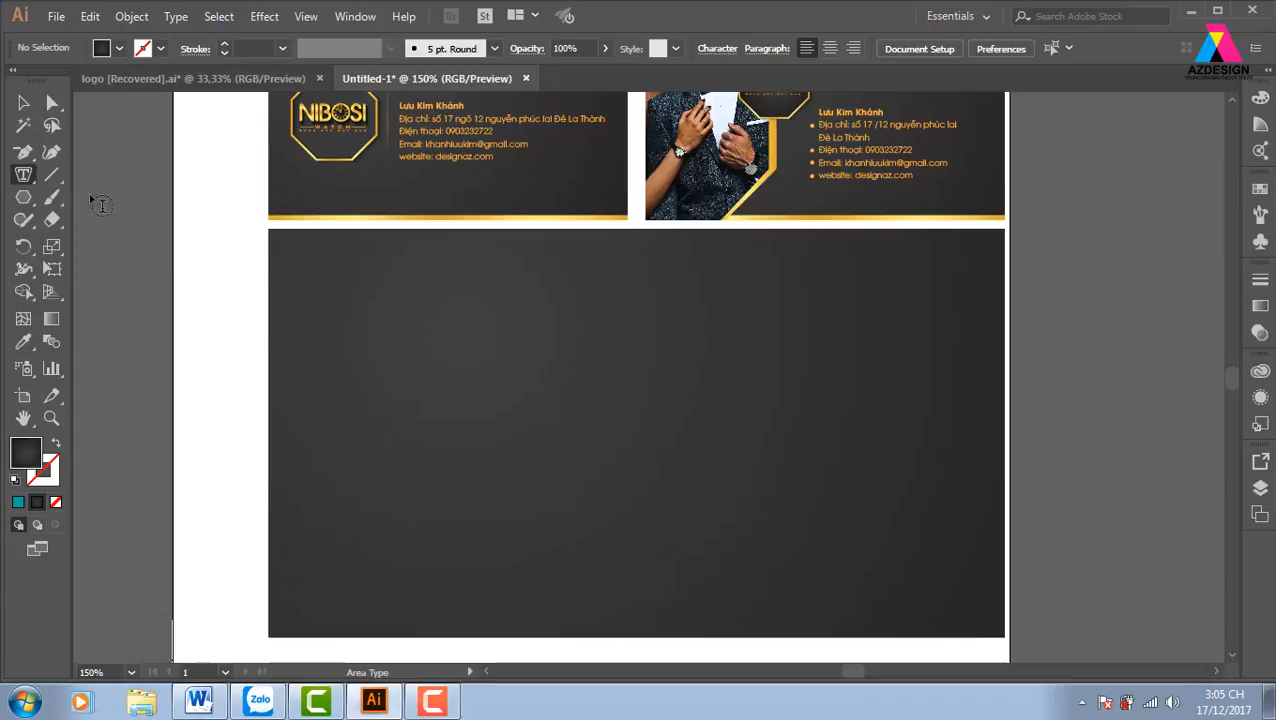 Ai File Edit Object Type Select Effect View Window Help Br St Essentials Search Adobe Stock
No Selection Stroke: 5 pt. Round Opacity: 100% Style: Character Paragraph: Document Setup Preferences
AZDESIGN
logo [Recovered].ai* @ 33,33% (RGB/Preview) × Untitled-1* @ 150% (RGB/Preview) ×
NIBOSI
WATCH
Lưu Kim Khánh
Địa chỉ: số 17 ngõ 12 nguyễn phúc lai Đê La Thành
Điện thoại: 0903232722
Email: khanhluukim@gmail.com
website: designaz.com
Lưu Kim Khánh
Địa chỉ: số 17 /12 nguyễn phúc lai
Đê La Thành
Điện thoại: 0903232722
Email: khanhluukim@gmail.com
website: designaz.com
150% 1 Area Type
W Zalo C Ai C
3:05 CH
17/12/2017